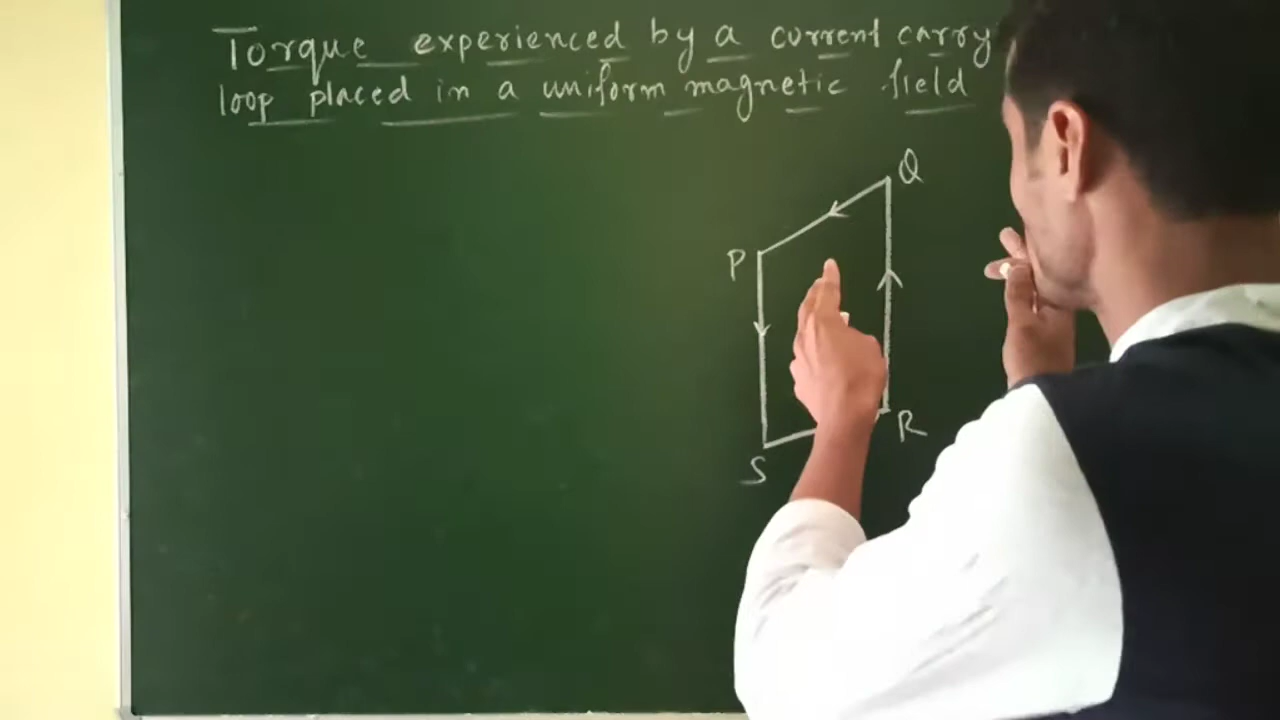 Torque experienced by a current carry
loop placed in a uniform magnetic field
Q
P
R
S